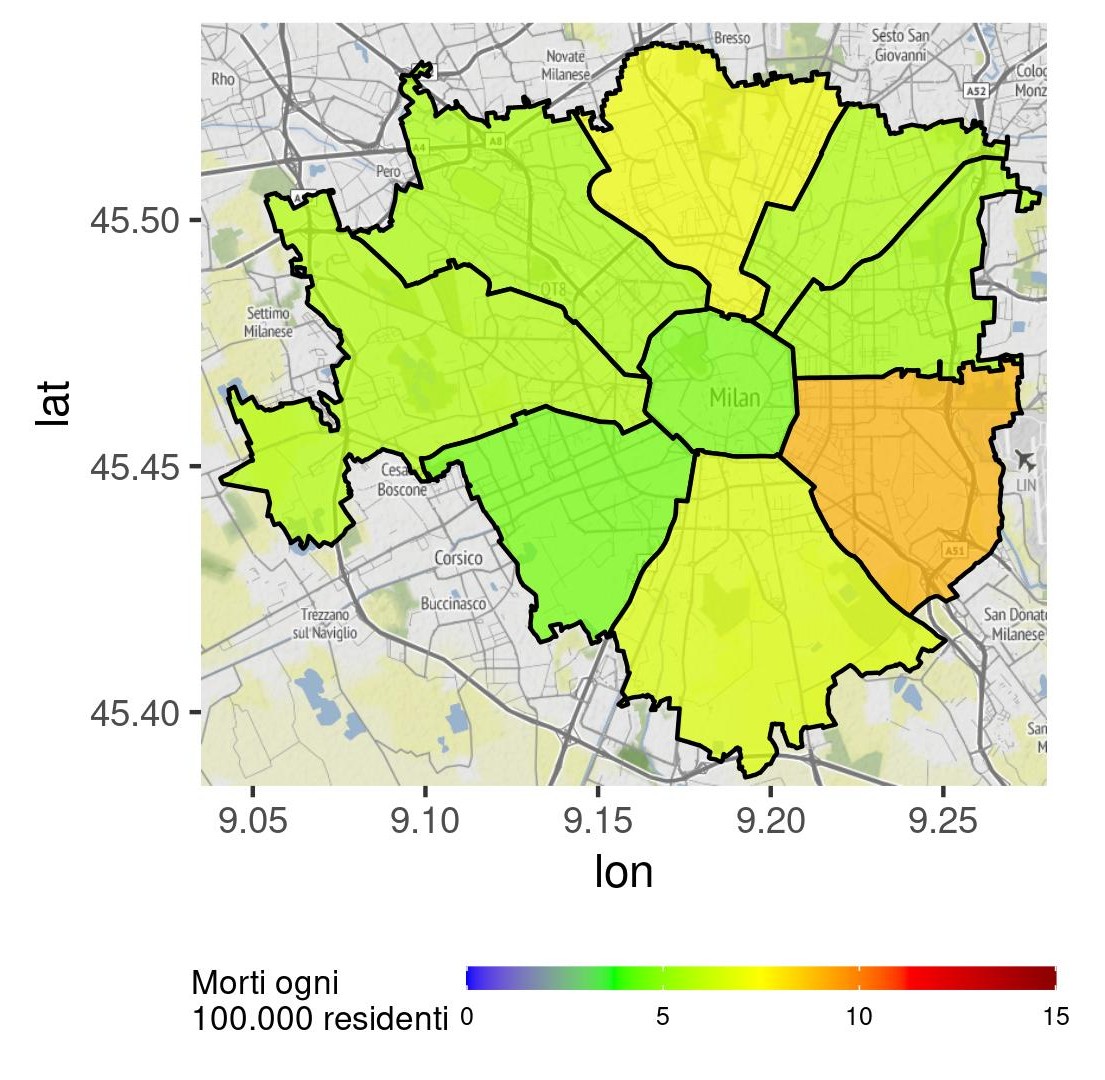 Bresso
Sesto San
Giovanni
Novate
Milanese
Rho
A52
Colog
Monz
A4
A8
Pero
45.50
QT8
Settimo
Milanese
Milan
lat
45.45
Cesa
Boscone
LIN
A51
Corsico
Buccinasco
Trezzano
sul Naviglio
San Donat
Milanese
45.40
San
M
9.05
9.10
9.15
9.20
9.25
lon
Morti ogni
100.000 residenti
0
5
10
15